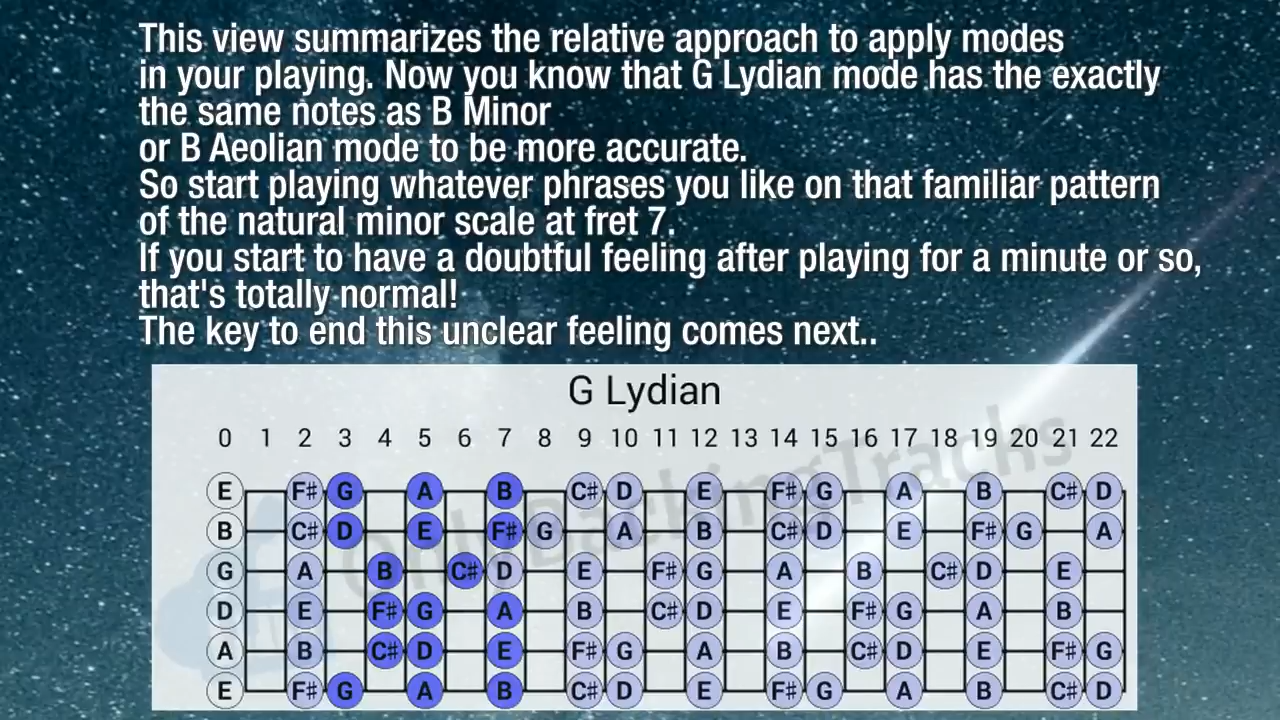 This view summarizes the relative approach to apply modes
in your playing. Now you know that G Lydian mode has the exactly
the same notes as B Minor
or B Aeolian mode to be more accurate.
So start playing whatever phrases you like on that familiar pattern
of the natural minor scale at fret 7.
If you start to have a doubtful feeling after playing for a minute or so,
that's totally normal!
The key to end this unclear feeling comes next..
G Lydian
0 1 2 3 4 5 6 7 8 9 10 11 12 13 14 15 16 17 18 19 20 21 22
E F# G A B C# D E F# G A B C# D
B C# D E F# G A B C# D E F# G A
G A B C# D E F# G A B C# D E
D E F# G A B C# D E F# G A B
A B C# D E F# G A B C# D E F# G
E F# G A B C# D E F# G A B C# D
OnlyBackingTracks